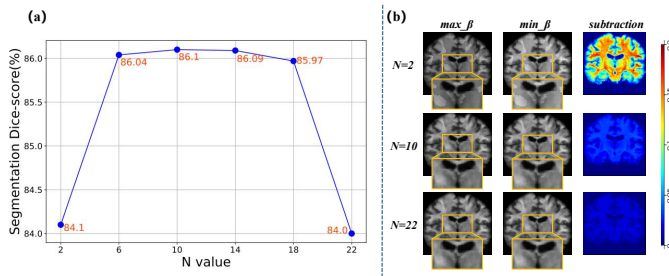 (a)
Segmentation Dice-score(%)
86.0
85.5
85.0
84.5
84.0
84.1
86.04
86.1
86.09
85.97
84.0
2
6
10
14
18
22
N value
(b)
max_β
min_β
subtraction
N=2
N=10
N=22